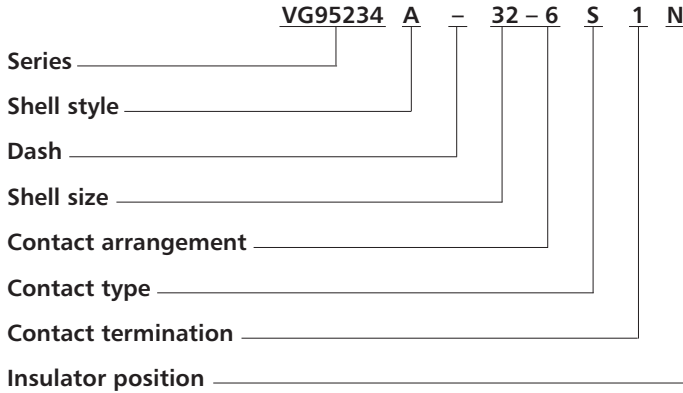 VG95234 A – 32 – 6 S 1 N
Series
Shell style
Dash
Shell size
Contact arrangement
Contact type
Contact termination
Insulator position